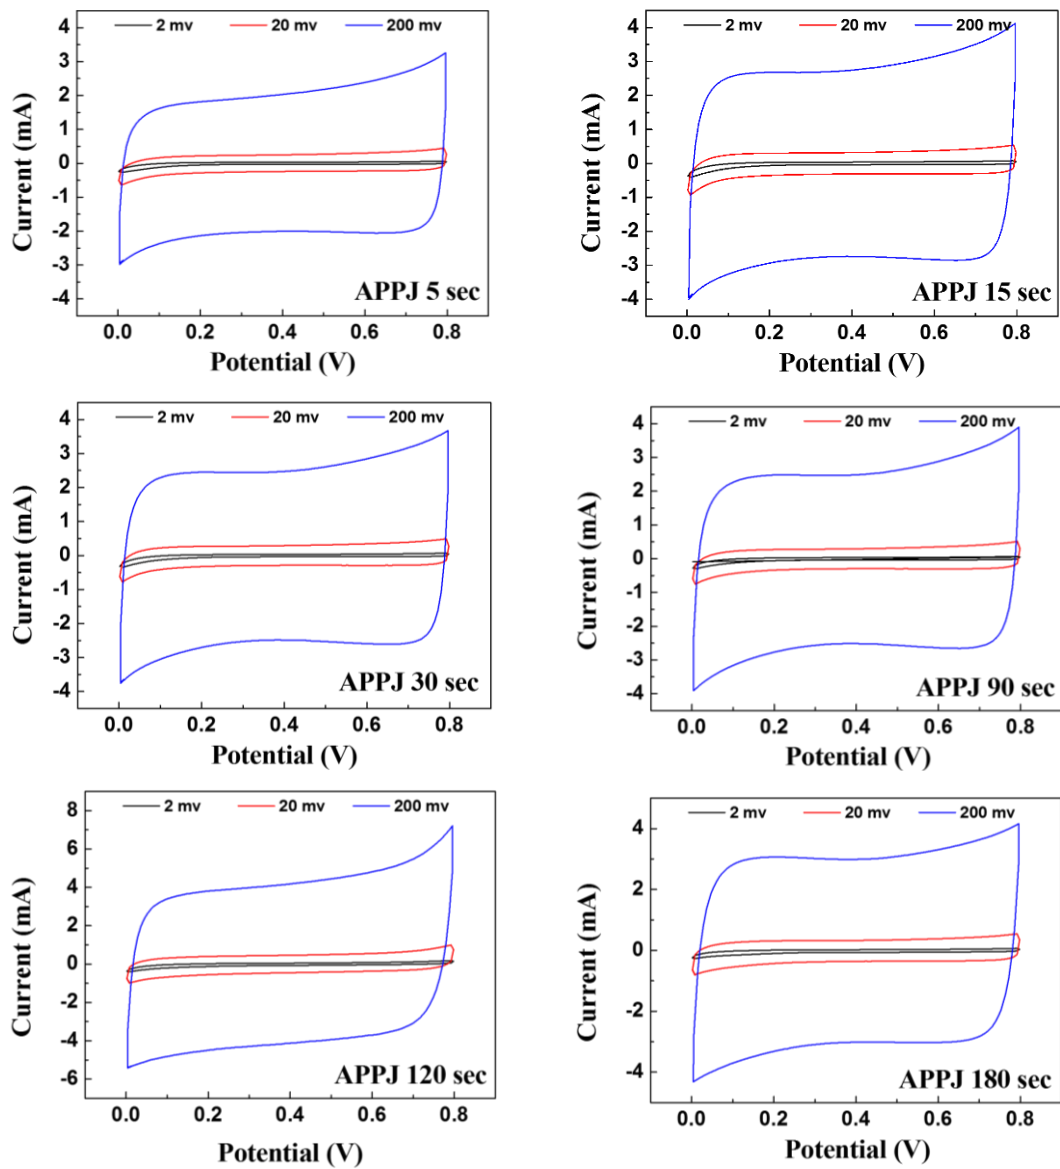 2 mv 20 mv 200 mv
4
3
2
1
0
-1
-2
-3
-4
Current (mA)
APPJ 5 sec
0.0 0.2 0.4 0.6 0.8
Potential (V)
2 mv 20 mv 200 mv
4
3
2
1
0
-1
-2
-3
-4
Current (mA)
APPJ 15 sec
0.0 0.2 0.4 0.6 0.8
Potential (V)
2 mv 20 mv 200 mv
4
3
2
1
0
-1
-2
-3
-4
Current (mA)
APPJ 30 sec
0.0 0.2 0.4 0.6 0.8
Potential (V)
2 mv 20 mv 200 mv
4
3
2
1
0
-1
-2
-3
-4
Current (mA)
APPJ 90 sec
0.0 0.2 0.4 0.6 0.8
Potential (V)
2 mv 20 mv 200 mv
8
6
4
2
0
-2
-4
-6
Current (mA)
APPJ 120 sec
0.0 0.2 0.4 0.6 0.8
Potential (V)
2 mv 20 mv 200 mv
4
2
0
-2
-4
Current (mA)
APPJ 180 sec
0.0 0.2 0.4 0.6 0.8
Potential (V)